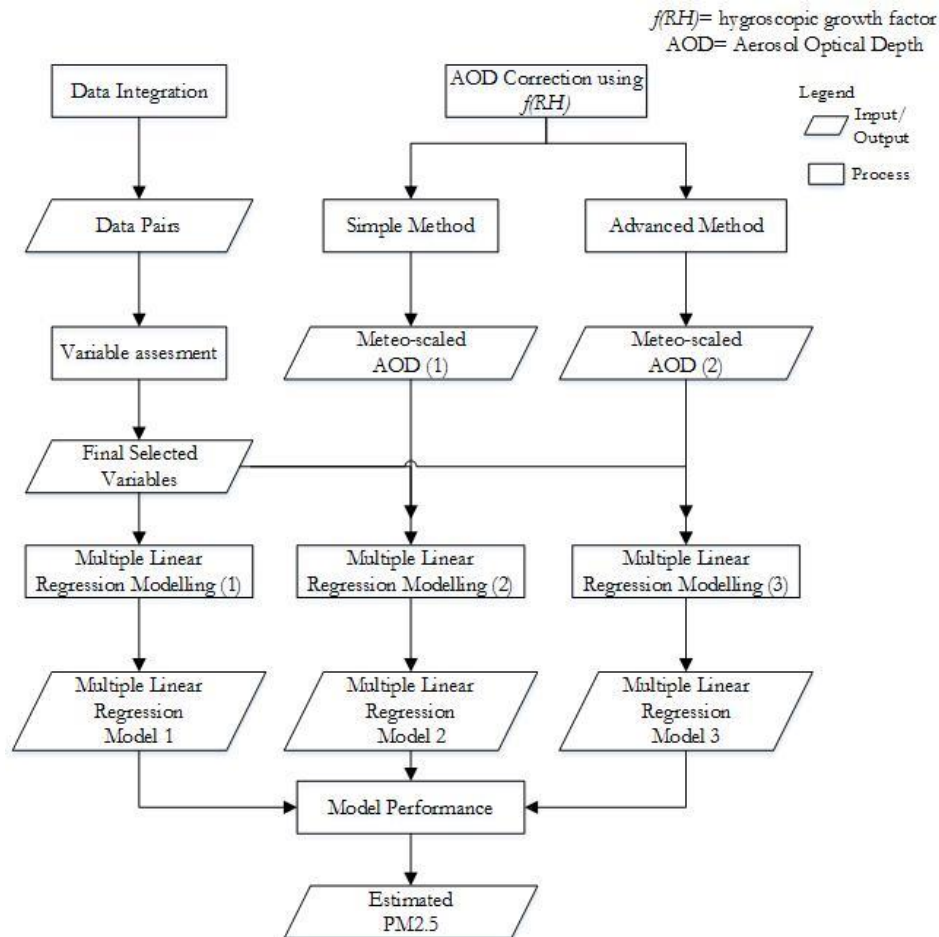 f(RH)= hygroscopic growth factor
AOD= Aerosol Optical Depth
Legend
Input/
Output
Process
Data Integration
AOD Correction using
f(RH)
Data Pairs
Simple Method
Advanced Method
Variable assesment
Meteo-scaled
AOD (1)
Meteo-scaled
AOD (2)
Final Selected
Variables
Multiple Linear
Regression Modelling (1)
Multiple Linear
Regression Modelling (2)
Multiple Linear
Regression Modelling (3)
Multiple Linear
Regression
Model 1
Multiple Linear
Regression
Model 2
Multiple Linear
Regression
Model 3
Model Performance
Estimated
PM2.5